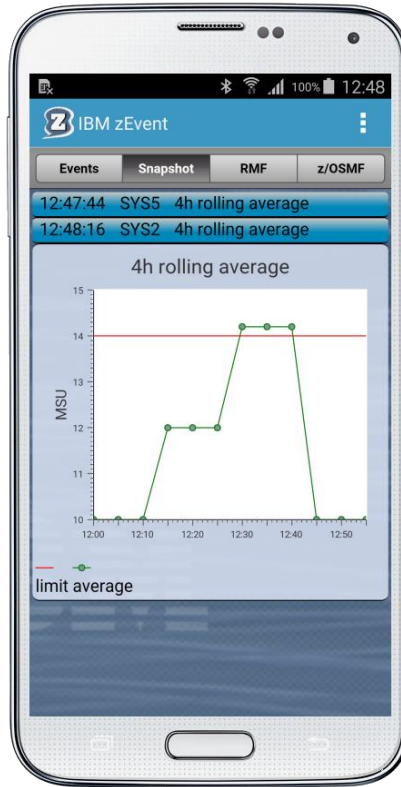 100% 12:48
Z IBM zEvent
Events Snapshot RMF z/OSMF
12:47:44 SYS5 4h rolling average
12:48:16 SYS2 4h rolling average
4h rolling average
15
14
13
12
11
10
MSU
12:00 12:10 12:20 12:30 12:40 12:50
limit average